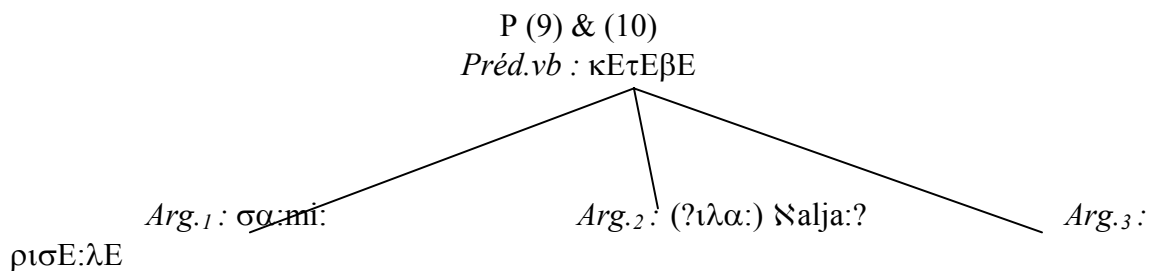 P (9) & (10)
Préd.vb : κEτEβE
Arg.1 : σα:mi: Arg.2 : (?ιλα:) ℵalja:? Arg.3 :
ρισE:λE